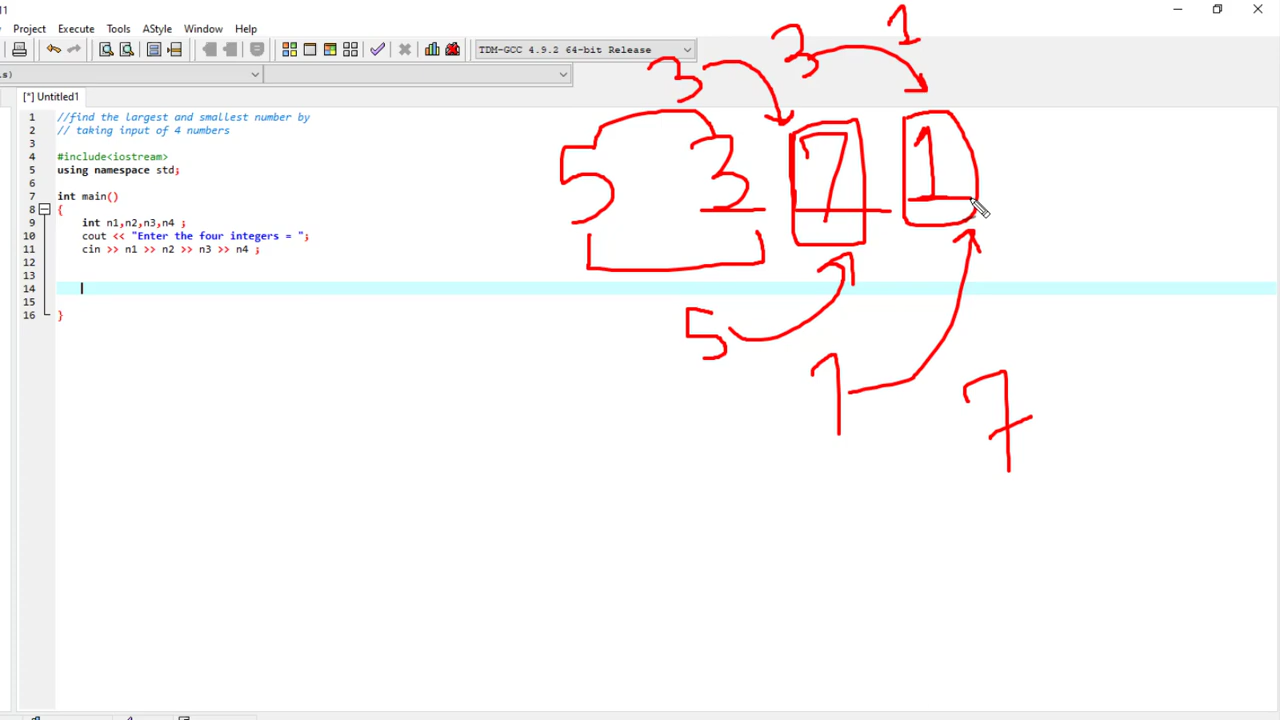 11
Project Execute Tools AStyle Window Help
TDM-GCC 4.9.2 64-bit Release
s)
[*] Untitled1
1 //find the largest and smallest number by
2 // taking input of 4 numbers
3
4 #include<iostream>
5 using namespace std;
6
7 int main()
8 {
9 int n1,n2,n3,n4 ;
10 cout << "Enter the four integers = ";
11 cin >> n1 >> n2 >> n3 >> n4 ;
12
13
14
15
16 }
3 3 1
5 3 7 1
5
7 7